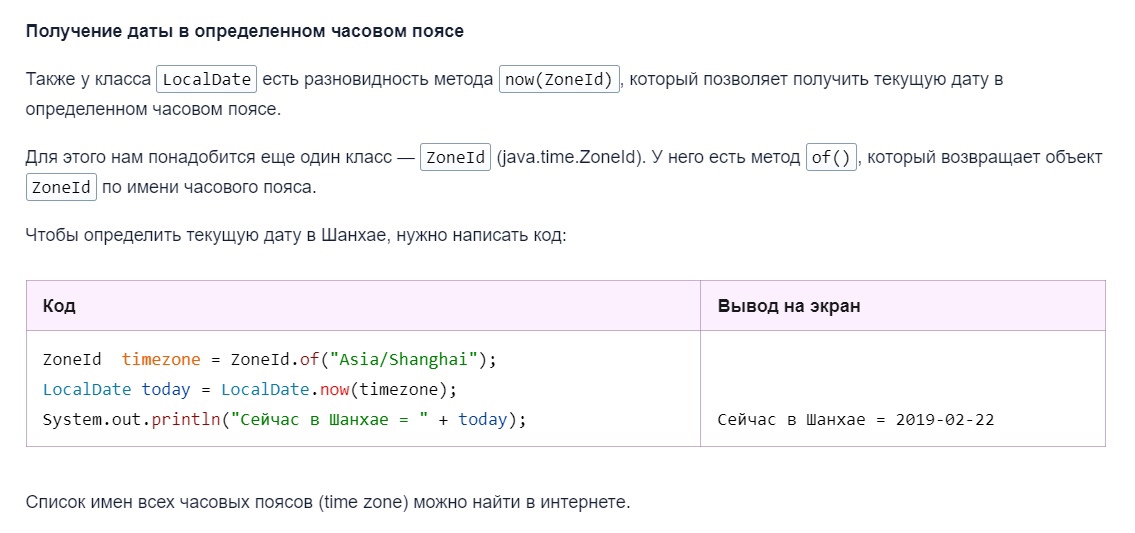 Получение даты в определенном часовом поясе
Также у класса LocalDate есть разновидность метода now(ZoneId), который позволяет получить текущую дату в
определенном часовом поясе.
Для этого нам понадобится еще один класс — ZoneId (java.time.ZoneId). У него есть метод of(), который возвращает объект
ZoneId по имени часового пояса.
Чтобы определить текущую дату в Шанхае, нужно написать код:
Код
Вывод на экран
ZoneId  timezone = ZoneId.of("Asia/Shanghai");
LocalDate today = LocalDate.now(timezone);
System.out.println("Сейчас в Шанхае = " + today);
Сейчас в Шанхае = 2019-02-22
Список имен всех часовых поясов (time zone) можно найти в интернете.